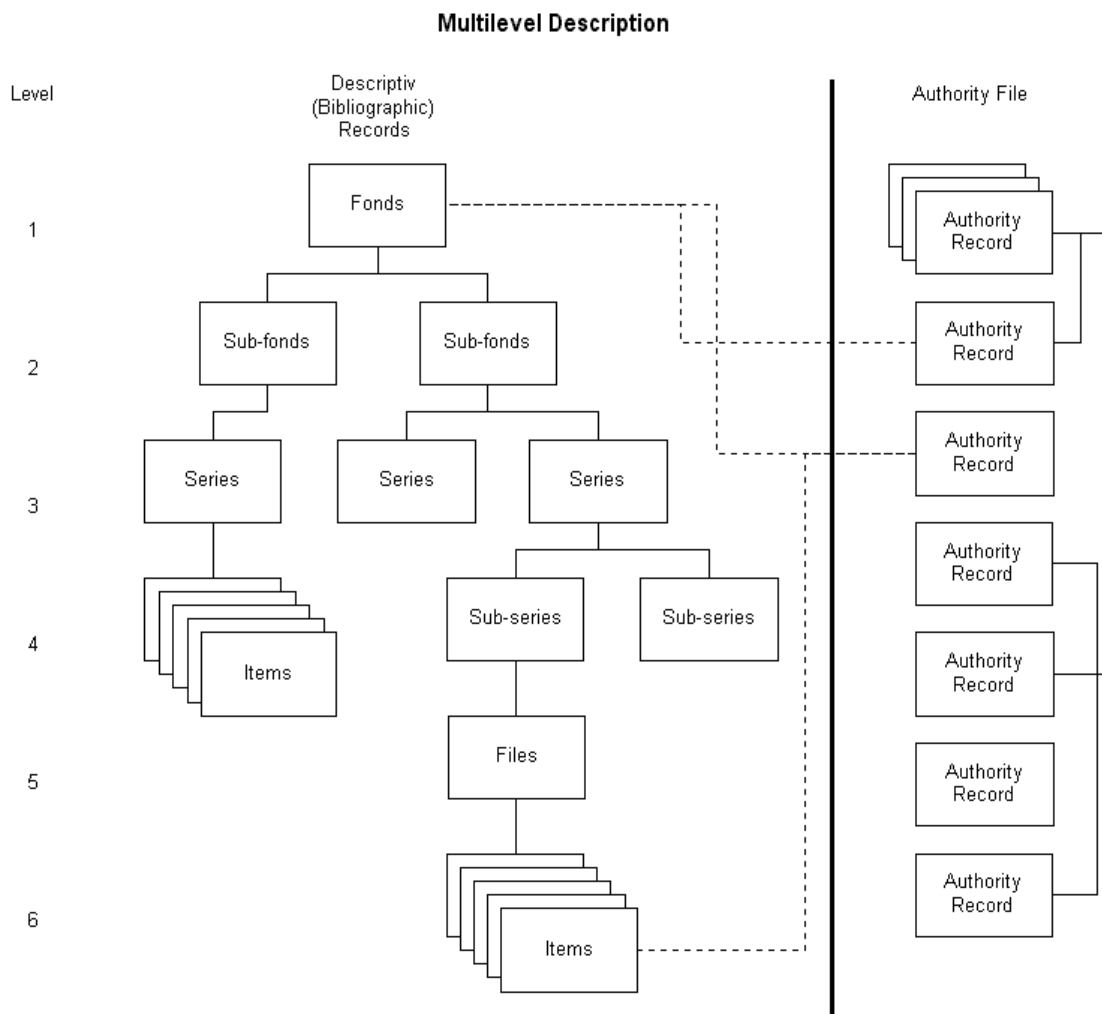 Multilevel Description
Level
Descriptiv
(Bibliographic)
Records
Authority File
1
Fonds
Authority
Record
2
Sub-fonds
Sub-fonds
Authority
Record
3
Series
Series
Series
Authority
Record
4
Items
Sub-series
Sub-series
Authority
Record
Authority
Record
5
Files
Authority
Record
6
Items
Authority
Record